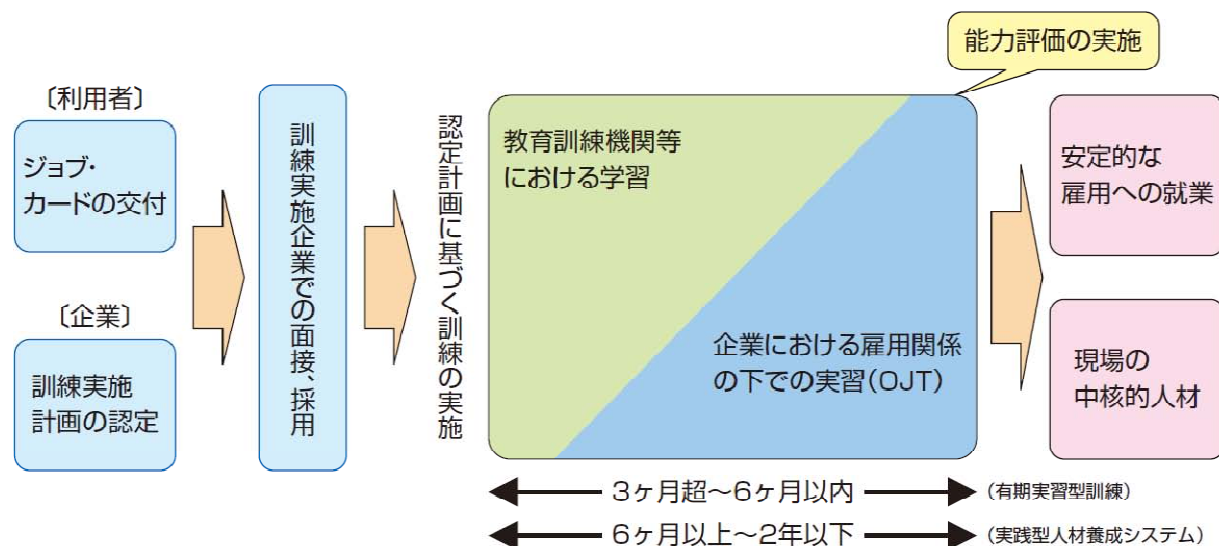 〔利用者〕
ジョブ・
カードの交付
〔企業〕
訓練実施
計画の認定
訓練実施企業での面接、採用
認定計画に基づく訓練の実施
能力評価の実施
教育訓練機関等
における学習
企業における雇用関係
の下での実習(OJT)
安定的な
雇用への就業
現場の
中核的人材
3ヶ月超〜6ヶ月以内
(有期実習型訓練)
6ヶ月以上〜2年以下
(実践型人材養成システム)